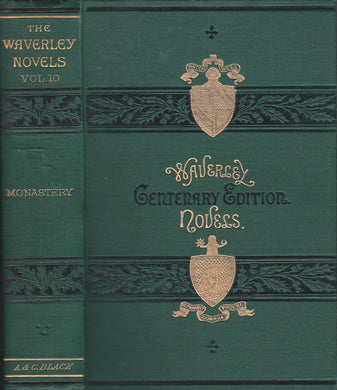 THE
WAVERLEY
NOVELS
VOL. 10
MONASTERY
A. & C. BLACK
WAVERLEY
CENTENARY EDITION.
NOVELS.